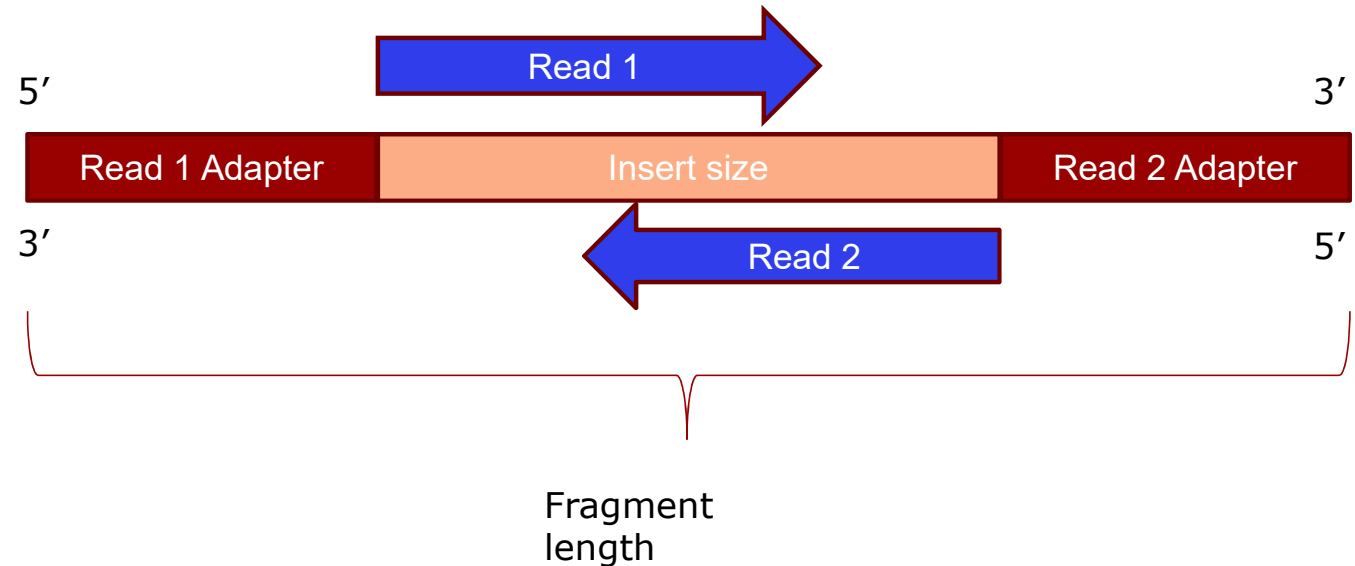 Read 1
5′
3′
Read 1 Adapter
Insert size
Read 2 Adapter
3′
Read 2
5′
Fragment
length